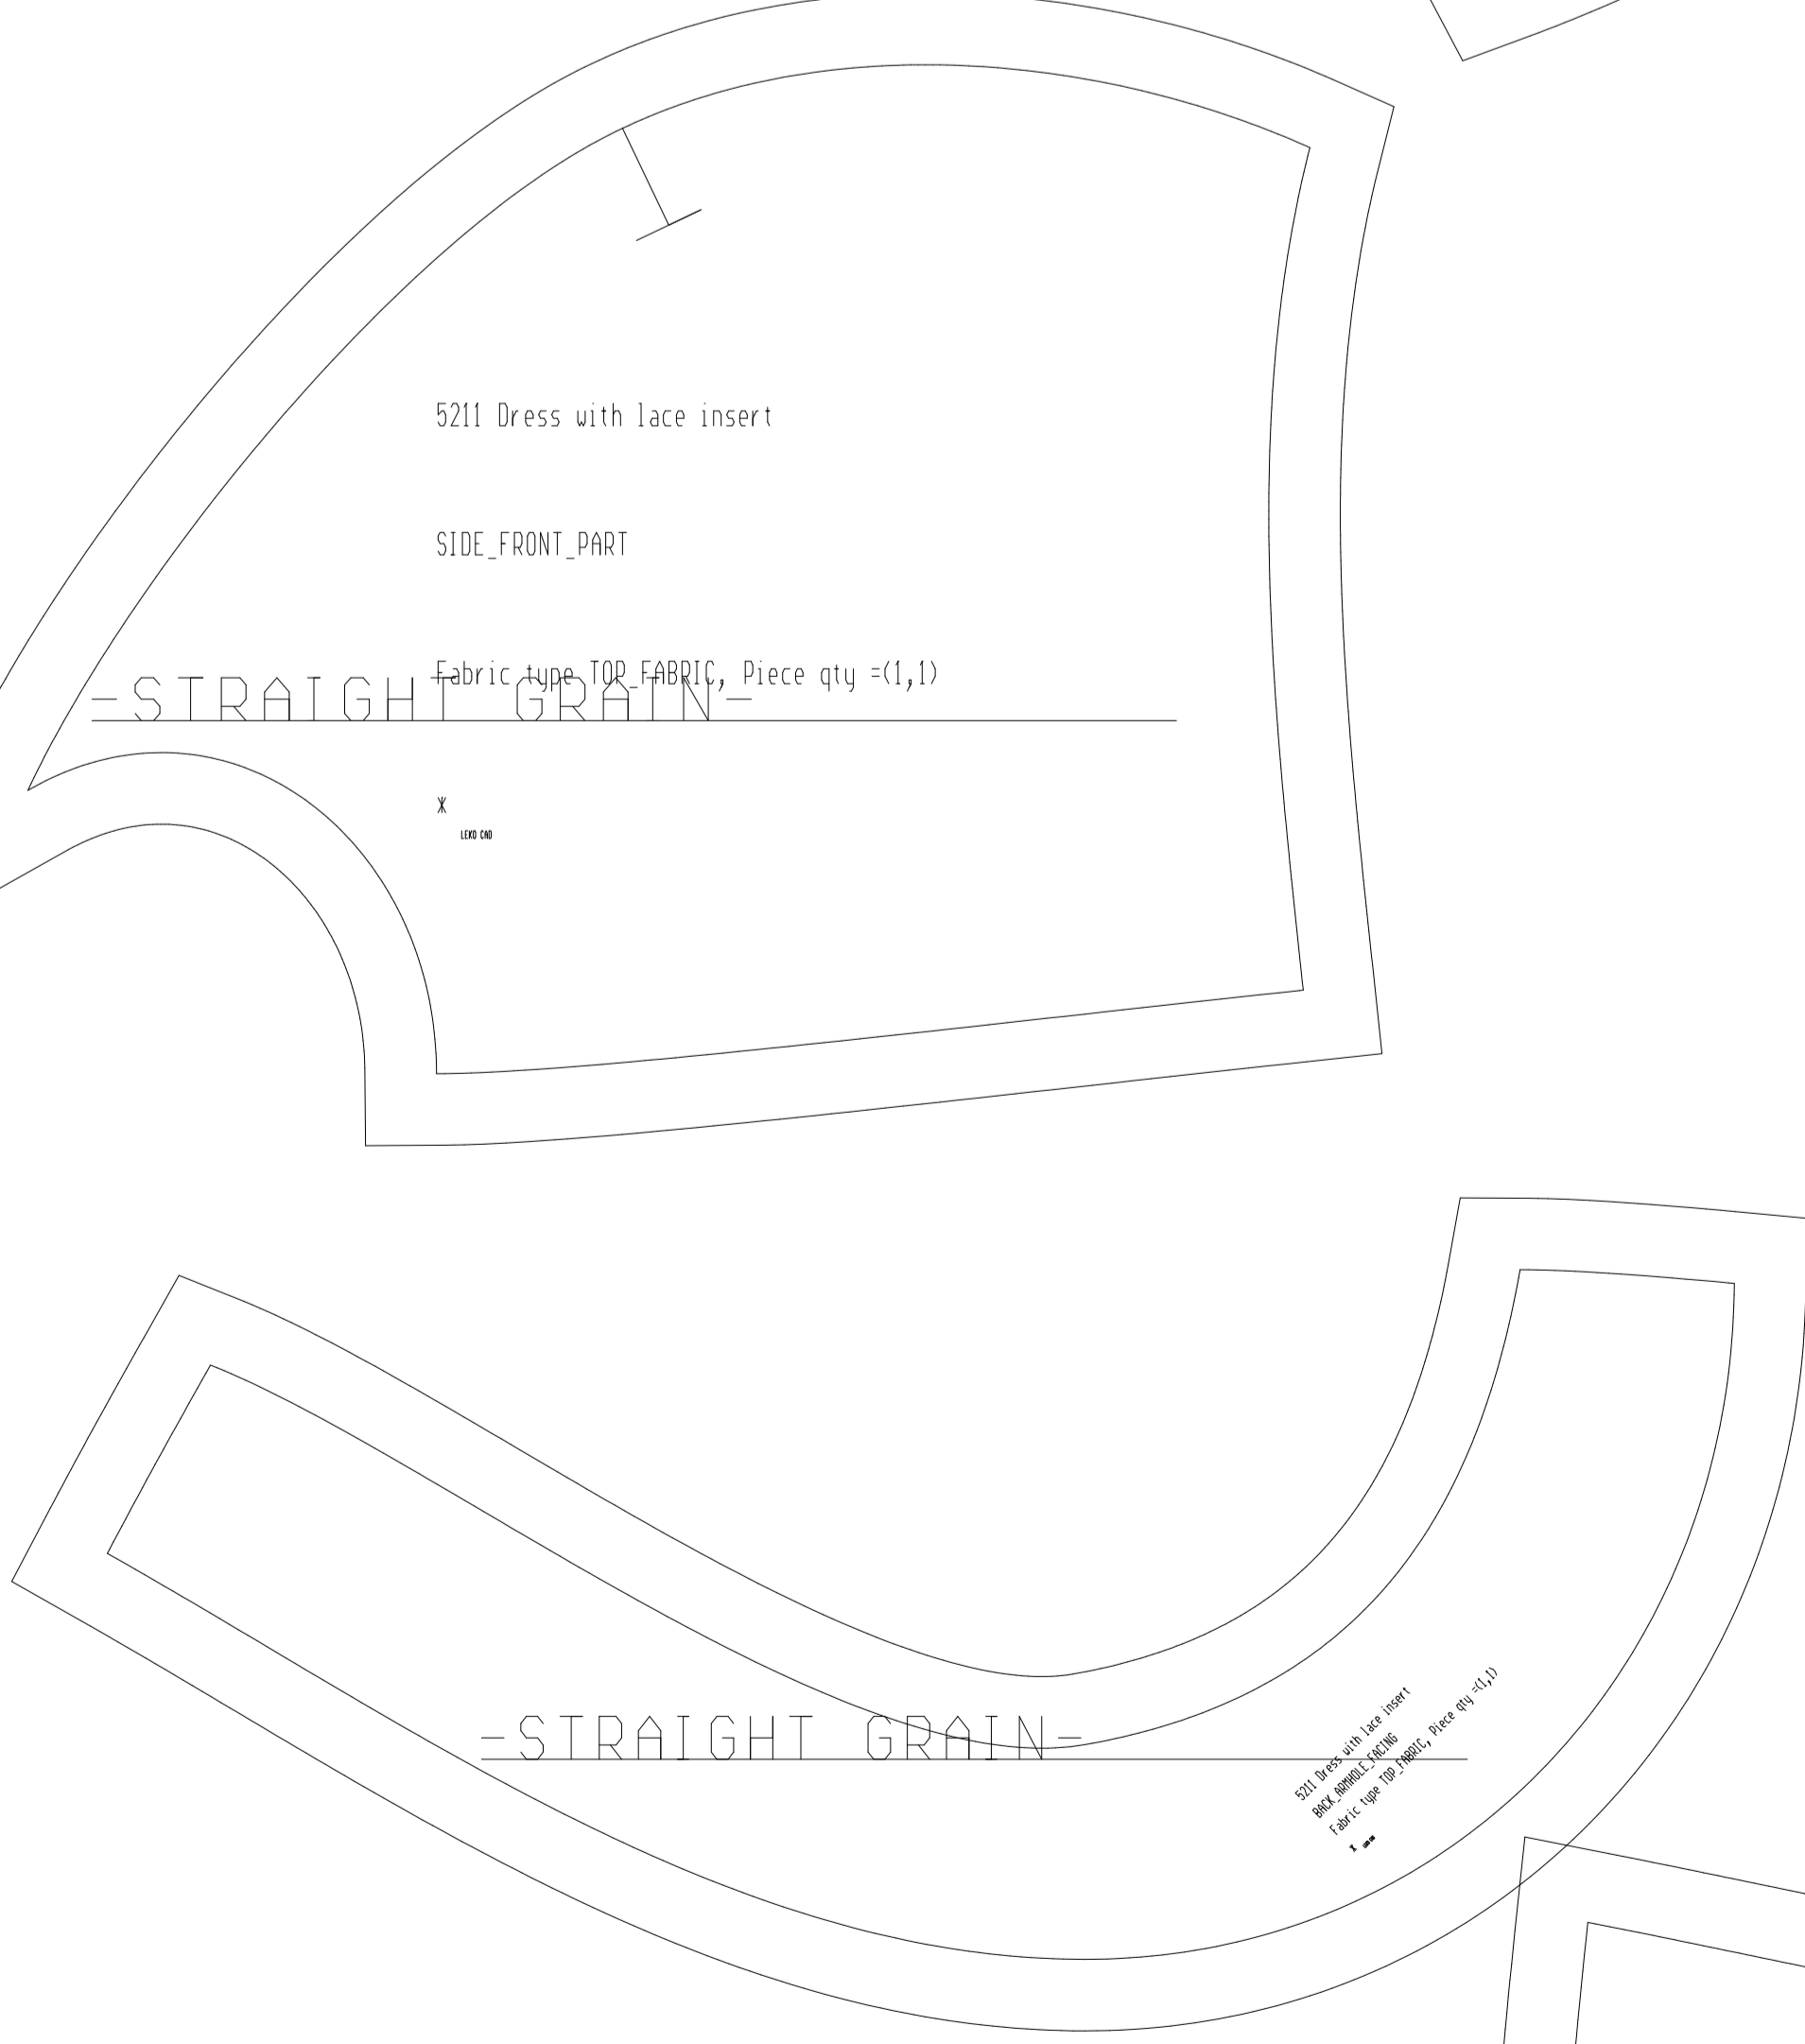 5211 Dress with lace insert
SIDE_FRONT_PART
Fabric type TOP_FABRIC, Piece qty =(1,1)
-STRAIGHT GRAIN-
*
LEKO CAD
-STRAIGHT GRAIN-
5211 Dress with lace insert
BACK_ARMHOLE_FACING
Fabric type TOP_FABRIC, Piece qty =(1,1)
*